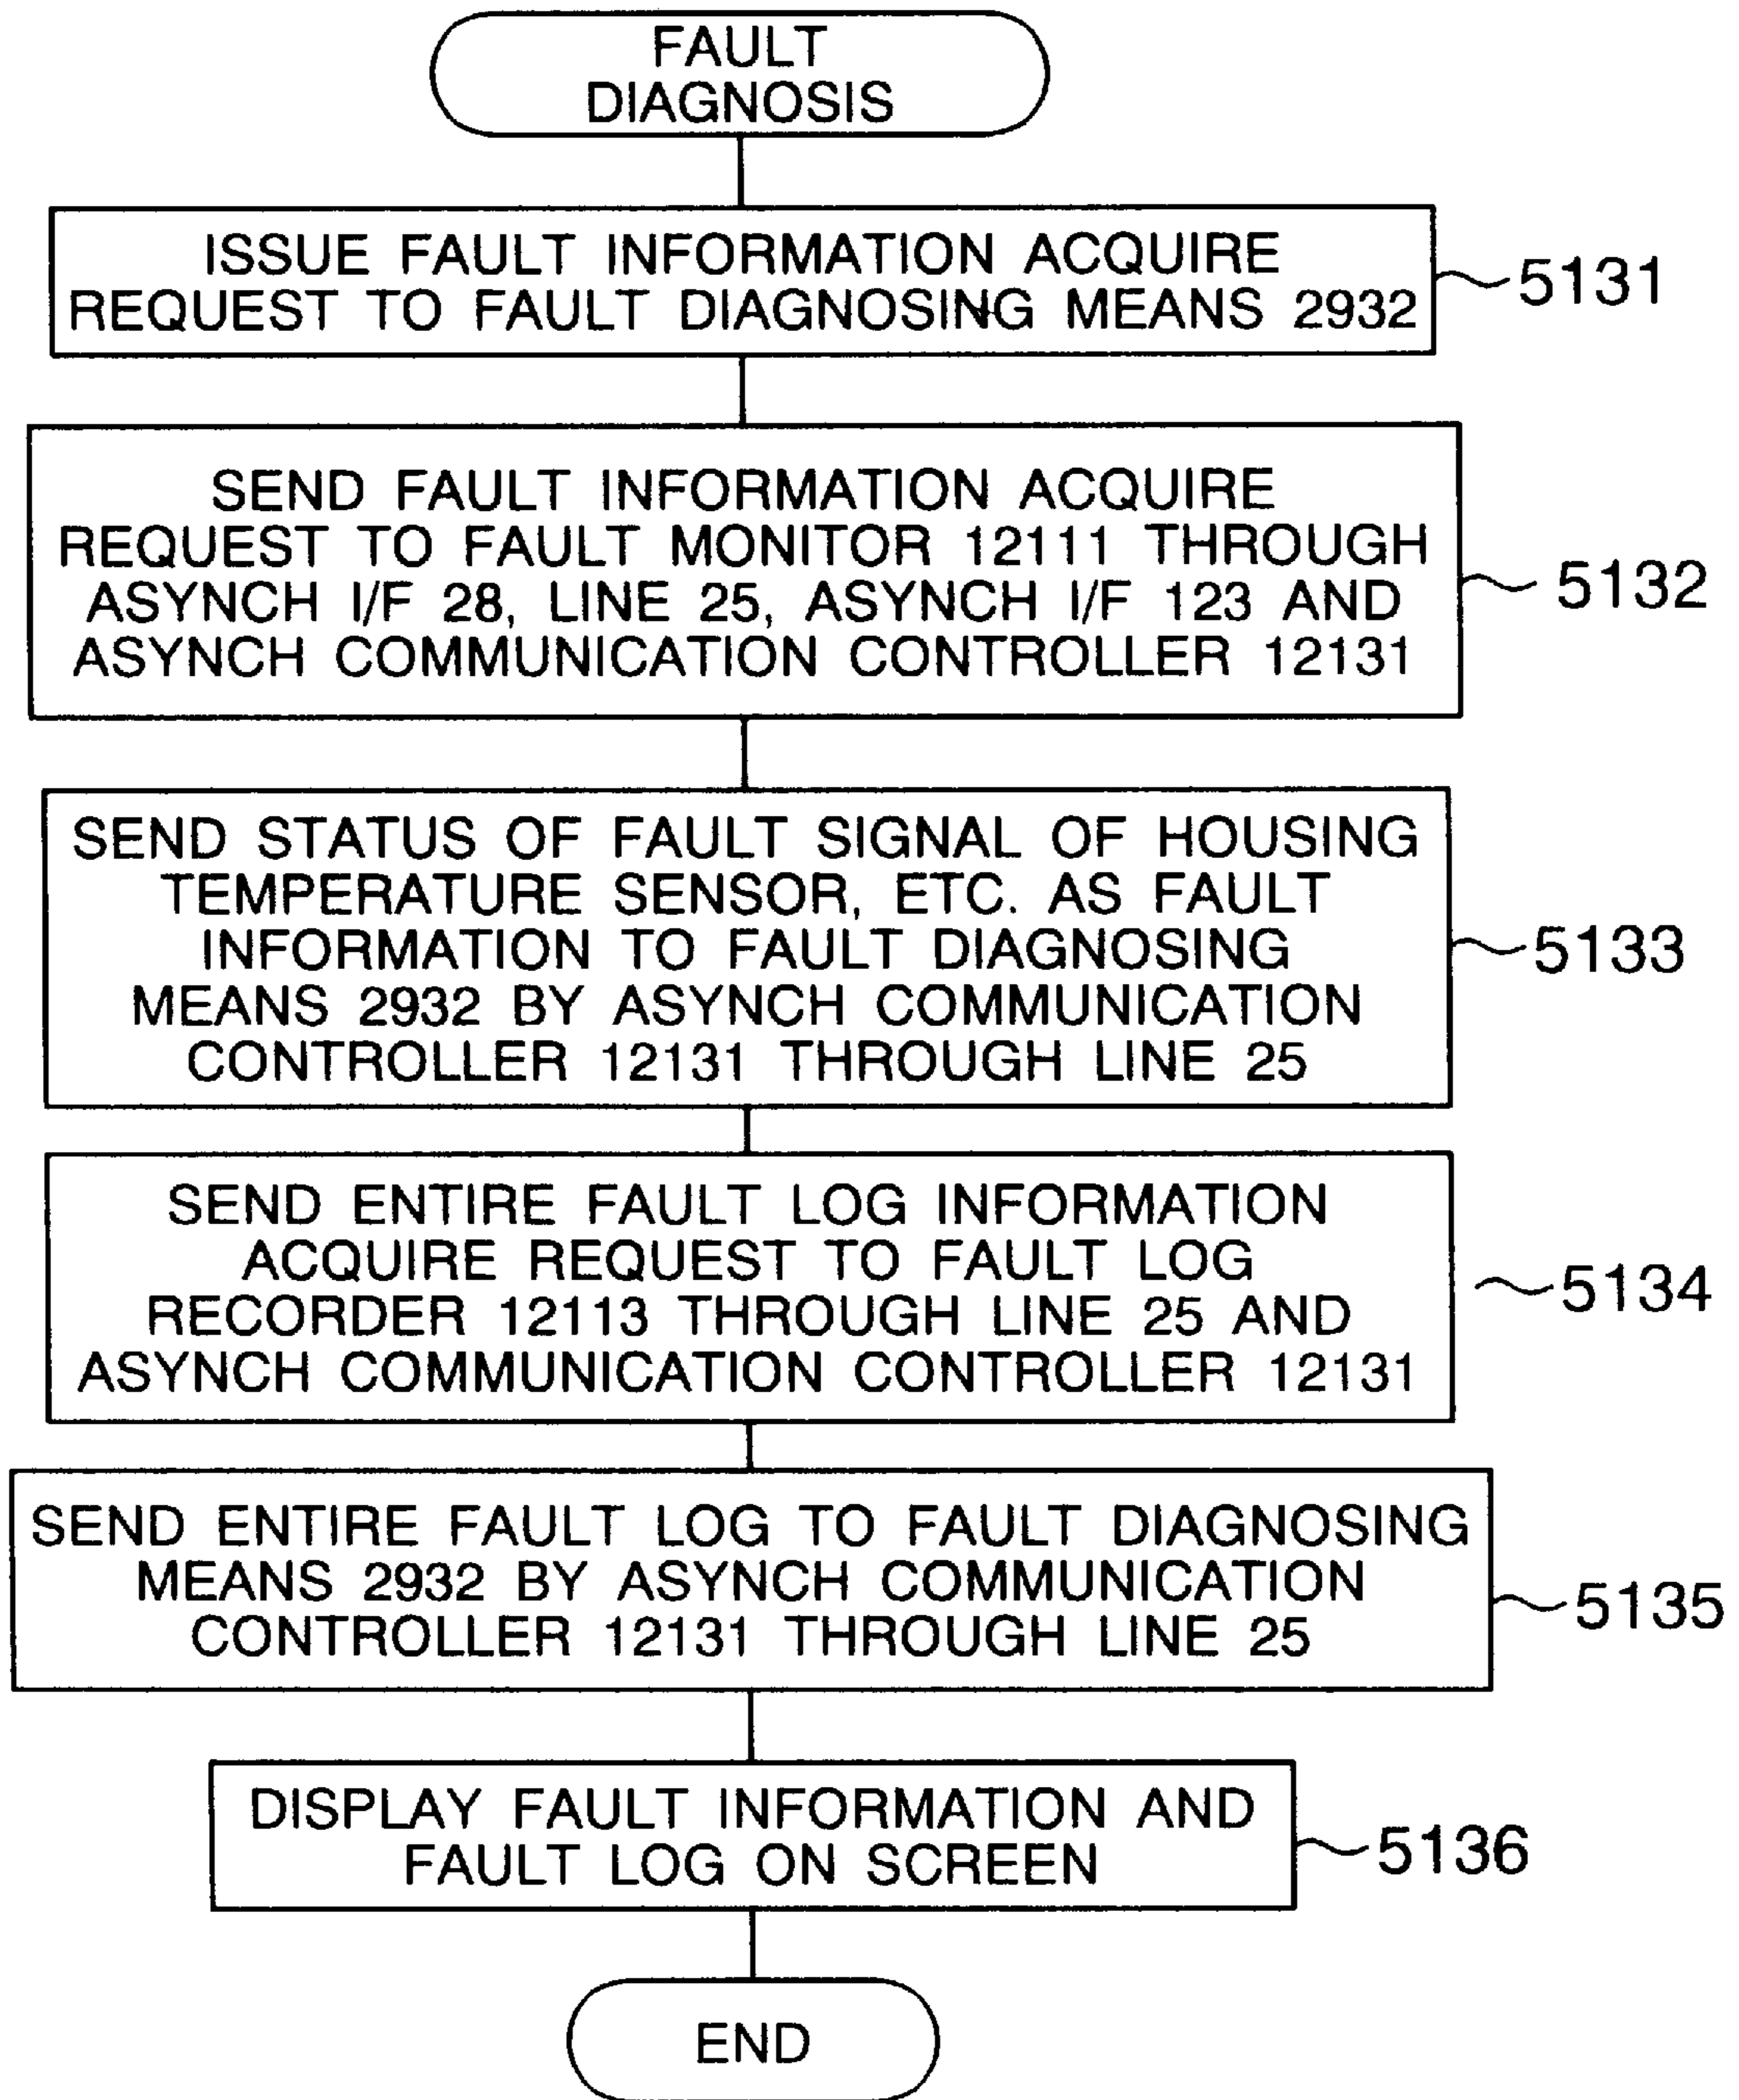 FAULT
DIAGNOSIS
ISSUE FAULT INFORMATION ACQUIRE
REQUEST TO FAULT DIAGNOSING MEANS 2932
5131
SEND FAULT INFORMATION ACQUIRE
REQUEST TO FAULT MONITOR 12111 THROUGH
ASYNCH I/F 28, LINE 25, ASYNCH I/F 123 AND
ASYNCH COMMUNICATION CONTROLLER 12131
5132
SEND STATUS OF FAULT SIGNAL OF HOUSING
TEMPERATURE SENSOR, ETC. AS FAULT
INFORMATION TO FAULT DIAGNOSING
MEANS 2932 BY ASYNCH COMMUNICATION
CONTROLLER 12131 THROUGH LINE 25
5133
SEND ENTIRE FAULT LOG INFORMATION
ACQUIRE REQUEST TO FAULT LOG
RECORDER 12113 THROUGH LINE 25 AND
ASYNCH COMMUNICATION CONTROLLER 12131
5134
SEND ENTIRE FAULT LOG TO FAULT DIAGNOSING
MEANS 2932 BY ASYNCH COMMUNICATION
CONTROLLER 12131 THROUGH LINE 25
5135
DISPLAY FAULT INFORMATION AND
FAULT LOG ON SCREEN
5136
END